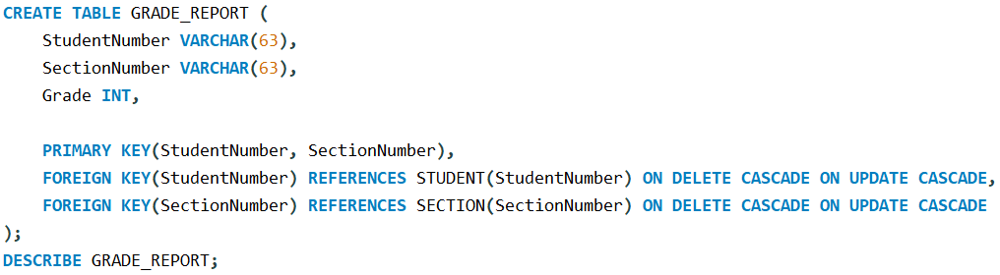 CREATE TABLE GRADE_REPORT (
    StudentNumber VARCHAR(63),
    SectionNumber VARCHAR(63),
    Grade INT,

    PRIMARY KEY(StudentNumber, SectionNumber),
    FOREIGN KEY(StudentNumber) REFERENCES STUDENT(StudentNumber) ON DELETE CASCADE ON UPDATE CASCADE,
    FOREIGN KEY(SectionNumber) REFERENCES SECTION(SectionNumber) ON DELETE CASCADE ON UPDATE CASCADE
);
DESCRIBE GRADE_REPORT;